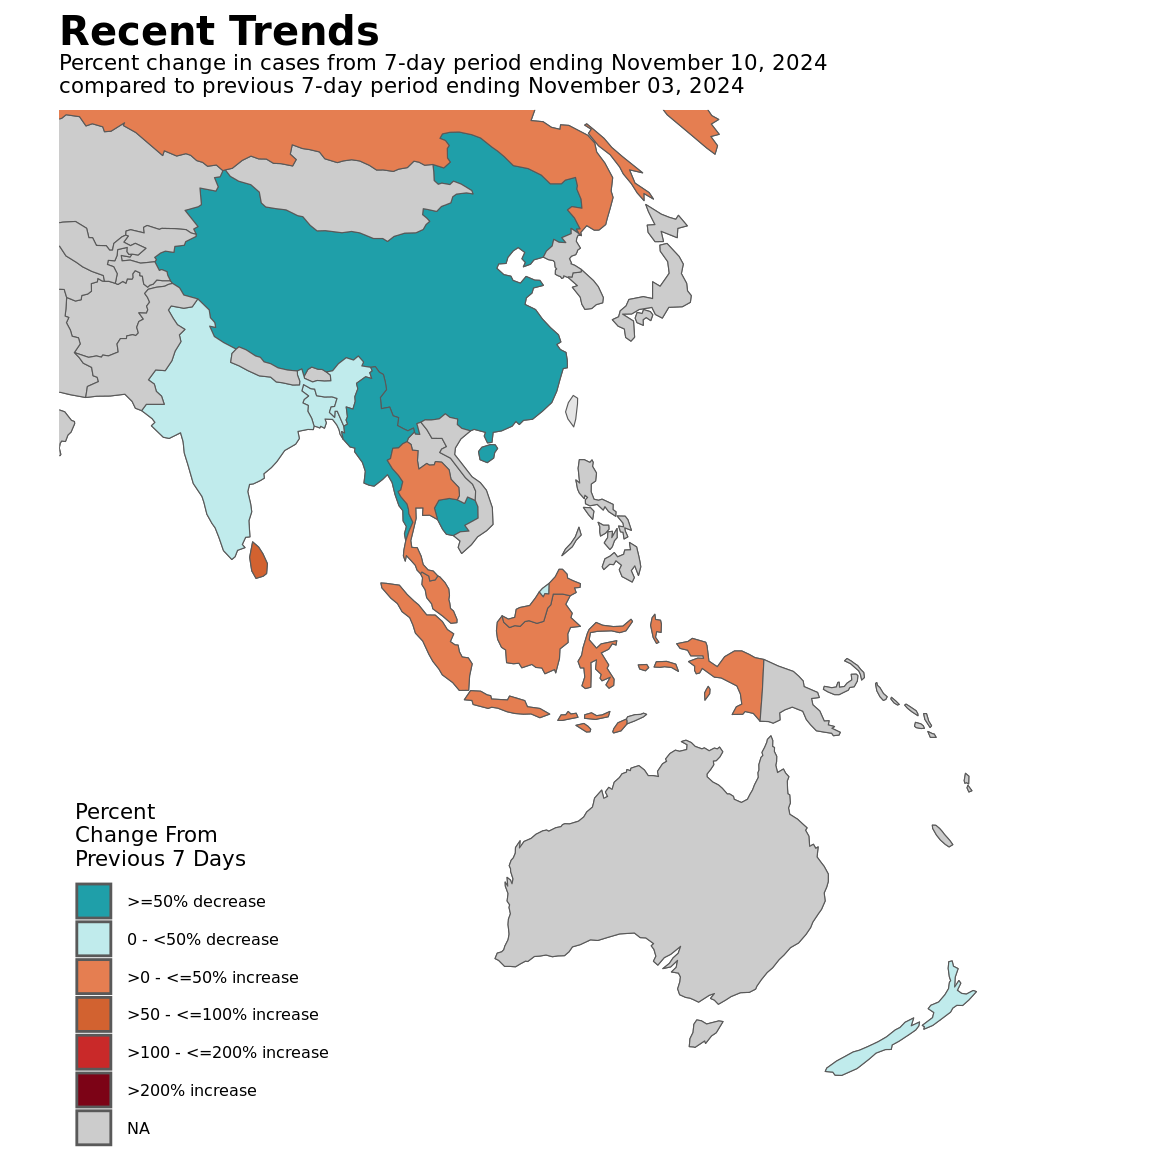 Recent Trends
Percent change in cases from 7-day period ending November 10, 2024
compared to previous 7-day period ending November 03, 2024
Percent
Change From
Previous 7 Days
>=50% decrease
0 - <50% decrease
>0 - <=50% increase
>50 - <=100% increase
>100 - <=200% increase
>200% increase
NA